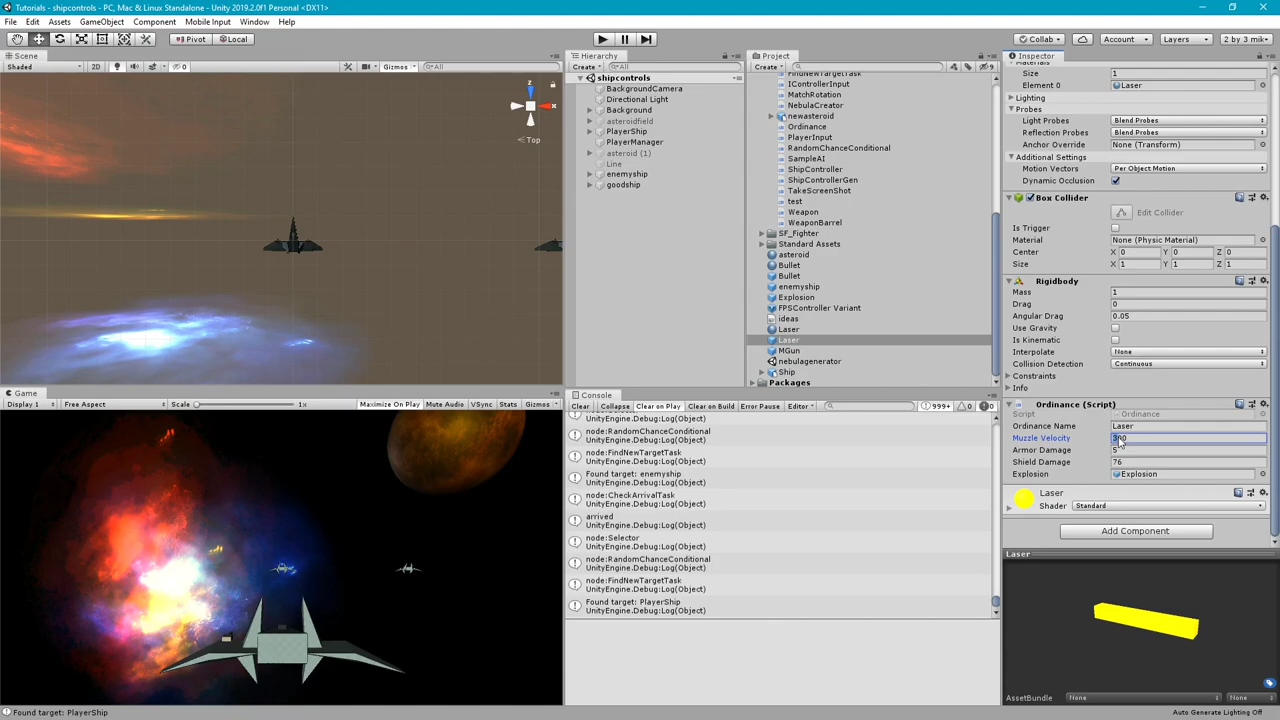 Tutorials - shipcontrols - PC, Mac & Linux Standalone - Unity 2019.2.0f1 Personal <DX11>
File Edit Assets GameObject Component Mobile Input Window Help
Pivot Local Collab Account Layers 2 by 3 mik
Scene
Shaded 2D 0 Gizmos All
z
x
Top
Game
Display 1 Free Aspect Scale 1x Maximize On Play Mute Audio VSync Stats Gizmos
Hierarchy
Create All
shipcontrols
BackgroundCamera
Directional Light
Background
asteroidfield
PlayerShip
PlayerManager
asteroid (1)
Line
enemyship
goodship
Project
Create 9
FindNewTargetTask
IControllerInput
MatchRotation
NebulaCreator
newasteroid
Ordinance
PlayerInput
RandomChanceConditional
SampleAI
ShipController
ShipControllerGen
TakeScreenShot
test
Weapon
WeaponBarrel
SF_Fighter
Standard Assets
asteroid
Bullet
Bullet
enemyship
Explosion
FPSController Variant
ideas
Laser
Laser
MGun
nebulagenerator
Ship
Packages
Console
Clear Collapse Clear on Play Clear on Build Error Pause Editor 999+ 0 0
UnityEngine.Debug:Log(Object)
node:RandomChanceConditional
UnityEngine.Debug:Log(Object)
node:FindNewTargetTask
UnityEngine.Debug:Log(Object)
Found target: enemyship
UnityEngine.Debug:Log(Object)
node:CheckArrivalTask
UnityEngine.Debug:Log(Object)
arrived
UnityEngine.Debug:Log(Object)
node:Selector
UnityEngine.Debug:Log(Object)
node:RandomChanceConditional
UnityEngine.Debug:Log(Object)
node:FindNewTargetTask
UnityEngine.Debug:Log(Object)
Found target: PlayerShip
UnityEngine.Debug:Log(Object)
Inspector
Materials
Size 1
Element 0 Laser
Lighting
Probes
Light Probes Blend Probes
Reflection Probes Blend Probes
Anchor Override None (Transform)
Additional Settings
Motion Vectors Per Object Motion
Dynamic Occlusion
Box Collider
Edit Collider
Is Trigger
Material None (Physic Material)
Center X 0 Y 0 Z 0
Size X 1 Y 1 Z 1
Rigidbody
Mass 1
Drag 0
Angular Drag 0.05
Use Gravity
Is Kinematic
Interpolate None
Collision Detection Continuous
Constraints
Info
Ordinance (Script)
Script Ordinance
Ordinance Name Laser
Muzzle Velocity
Armor Damage 5
Shield Damage 76
Explosion Explosion
Laser
Shader Standard
Add Component
Laser
AssetBundle None None
Found target: PlayerShip
Auto Generate Lighting Off